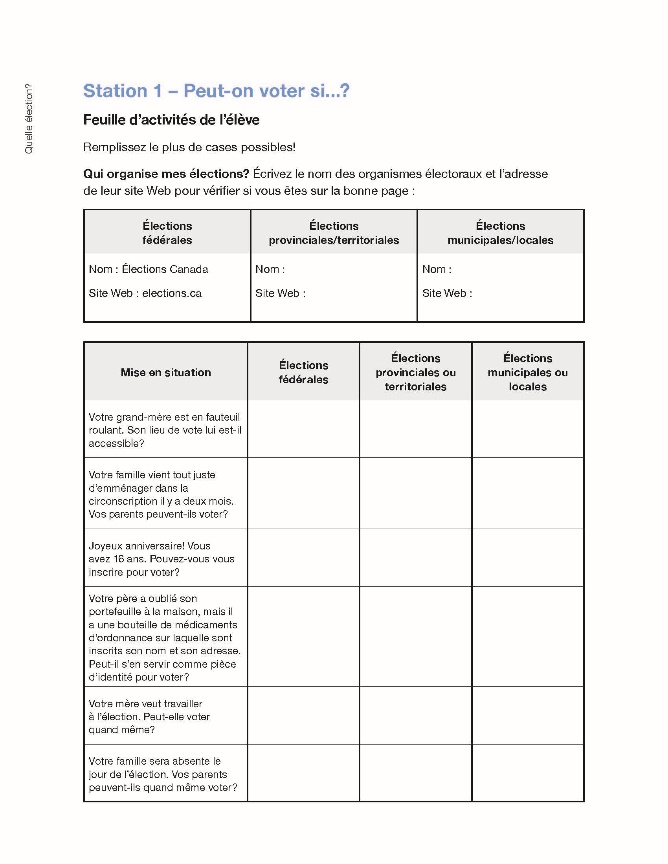 Quelle élection?
Station 1 – Peut-on voter si...?
Feuille d'activités de l'élève
Remplissez le plus de cases possibles!
Qui organise mes élections? Écrivez le nom des organismes électoraux et l'adresse
de leur site Web pour vérifier si vous êtes sur la bonne page :
Élections
fédérales
Élections
provinciales/territoriales
Élections
municipales/locales
Nom : Élections Canada
Site Web : elections.ca
Nom :
Site Web :
Nom :
Site Web :
Mise en situation
Élections
fédérales
Élections
provinciales ou
territoriales
Élections
municipales ou
locales
Votre grand-mère est en fauteuil
roulant. Son lieu de vote lui est-il
accessible?
Votre famille vient tout juste
d'emménager dans la
circonscription il y a deux mois.
Vos parents peuvent-ils voter?
Joyeux anniversaire! Vous
avez 16 ans. Pouvez-vous vous
inscrire pour voter?
Votre père a oublié son
portefeuille à la maison, mais il
a une bouteille de médicaments
d'ordonnance sur laquelle sont
inscrits son nom et son adresse.
Peut-il s'en servir comme pièce
d'identité pour voter?
Votre mère veut travailler
à l'élection. Peut-elle voter
quand même?
Votre famille sera absente le
jour de l'élection. Vos parents
peuvent-ils quand même voter?